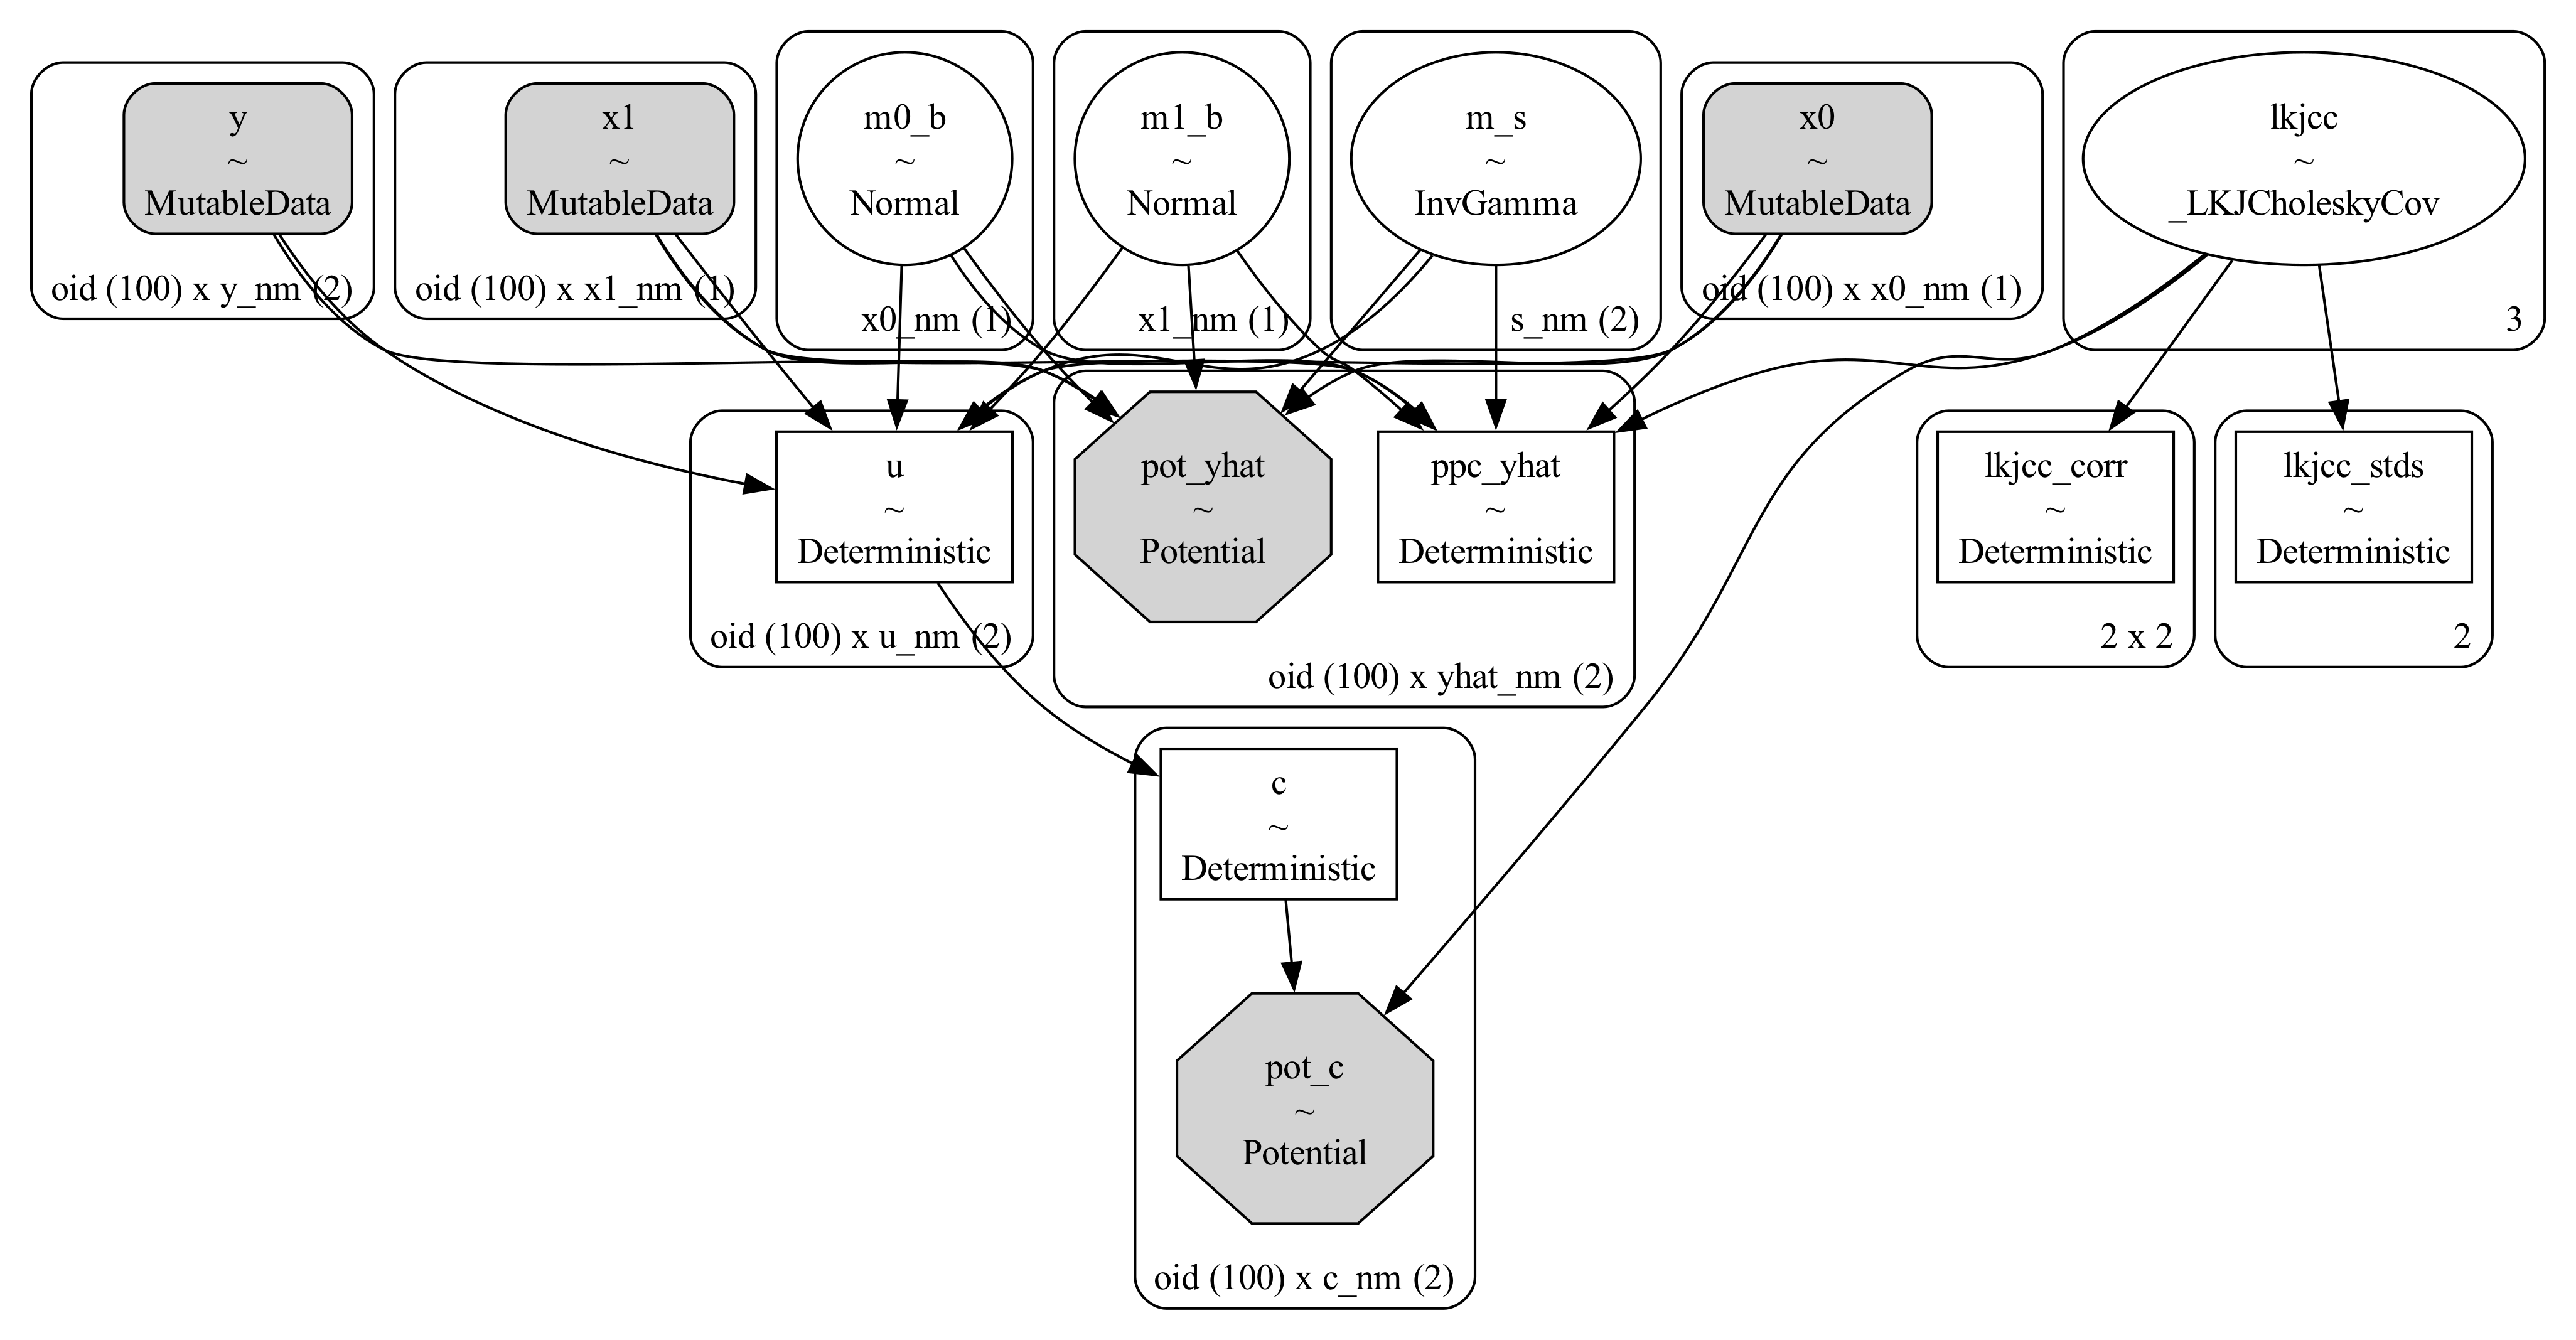 y
~
MutableData
oid (100) x y_nm (2)
x1
~
MutableData
oid (100) x x1_nm (1)
m0_b
~
Normal
x0_nm (1)
m1_b
~
Normal
x1_nm (1)
m_s
~
InvGamma
s_nm (2)
x0
~
MutableData
oid (100) x x0_nm (1)
lkjcc
~
_LKJCholeskyCov
3
u
~
Deterministic
oid (100) x u_nm (2)
pot_yhat
~
Potential
ppc_yhat
~
Deterministic
oid (100) x yhat_nm (2)
lkjcc_corr
~
Deterministic
2 x 2
lkjcc_stds
~
Deterministic
2
c
~
Deterministic
pot_c
~
Potential
oid (100) x c_nm (2)